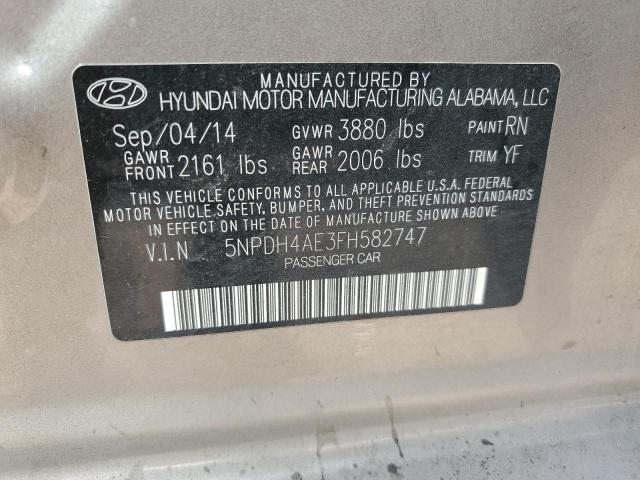 MANUFACTURED BY
HYUNDAI MOTOR MANUFACTURING ALABAMA, LLC
Sep/04/14 GVWR 3880 lbs PAINT RN
GAWR FRONT 2161 lbs GAWR REAR 2006 lbs TRIM YF
THIS VEHICLE CONFORMS TO ALL APPLICABLE U.S.A. FEDERAL
MOTOR VEHICLE SAFETY, BUMPER, AND THEFT PREVENTION STANDARDS
IN EFFECT ON THE DATE OF MANUFACTURE SHOWN ABOVE.
V.I.N 5NPDH4AE3FH582747
PASSENGER CAR